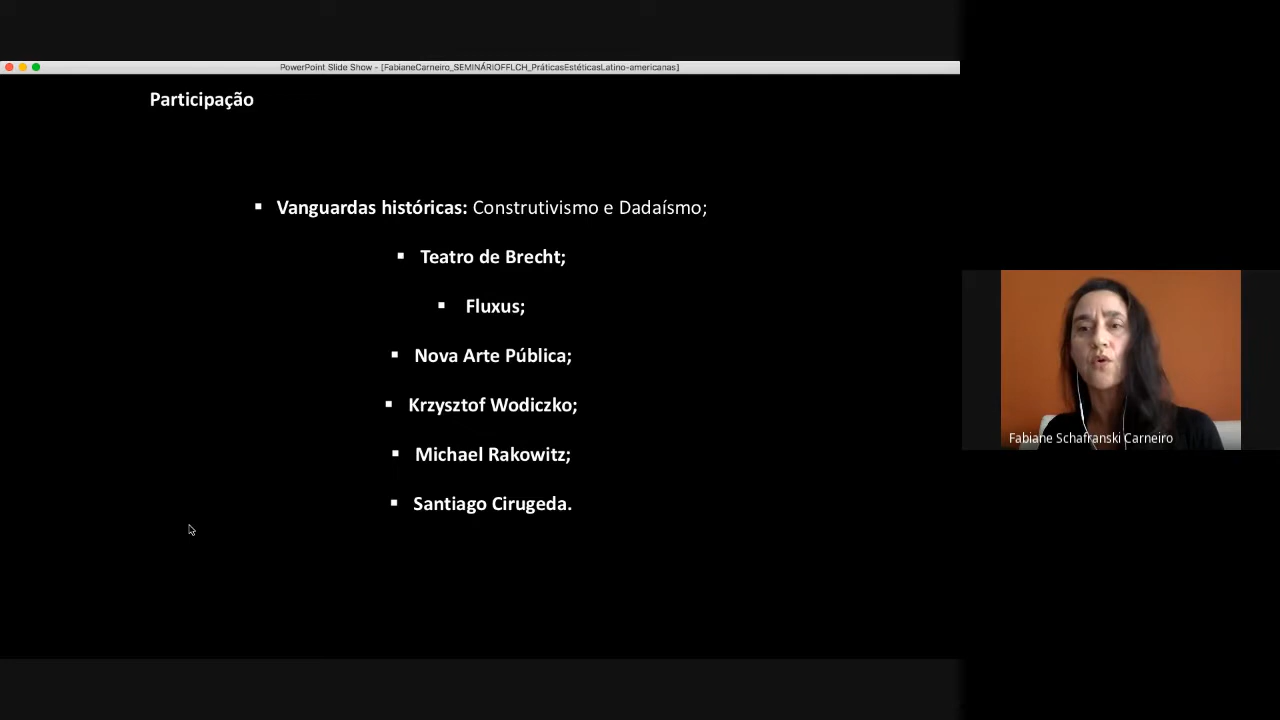 PowerPoint Slide Show - [FabianeCarneiro_SEMINÁRIOFFLCH_PráticasEstéticasLatino-americanas]
Participação
▪ Vanguardas históricas: Construtivismo e Dadaísmo;
▪ Teatro de Brecht;
▪ Fluxus;
▪ Nova Arte Pública;
▪ Krzysztof Wodiczko;
▪ Michael Rakowitz;
▪ Santiago Cirugeda.
Fabiane Schafranski Carneiro